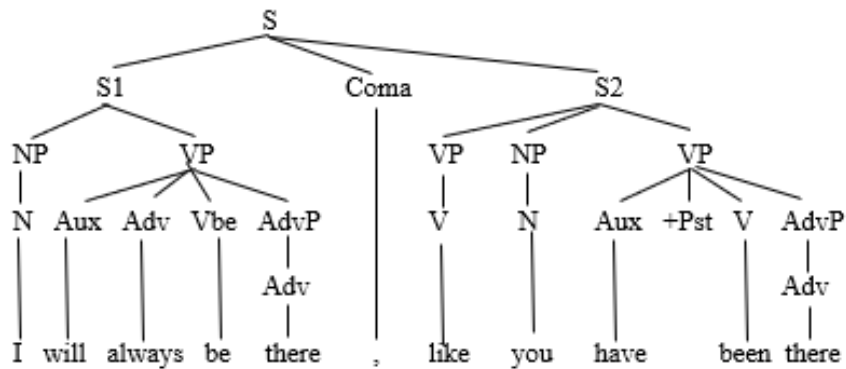 S
S1 Coma S2
NP VP VP NP VP
N Aux Adv Vbe AdvP V N Aux +Pst V AdvP
Adv Adv
I will always be there , like you have been there